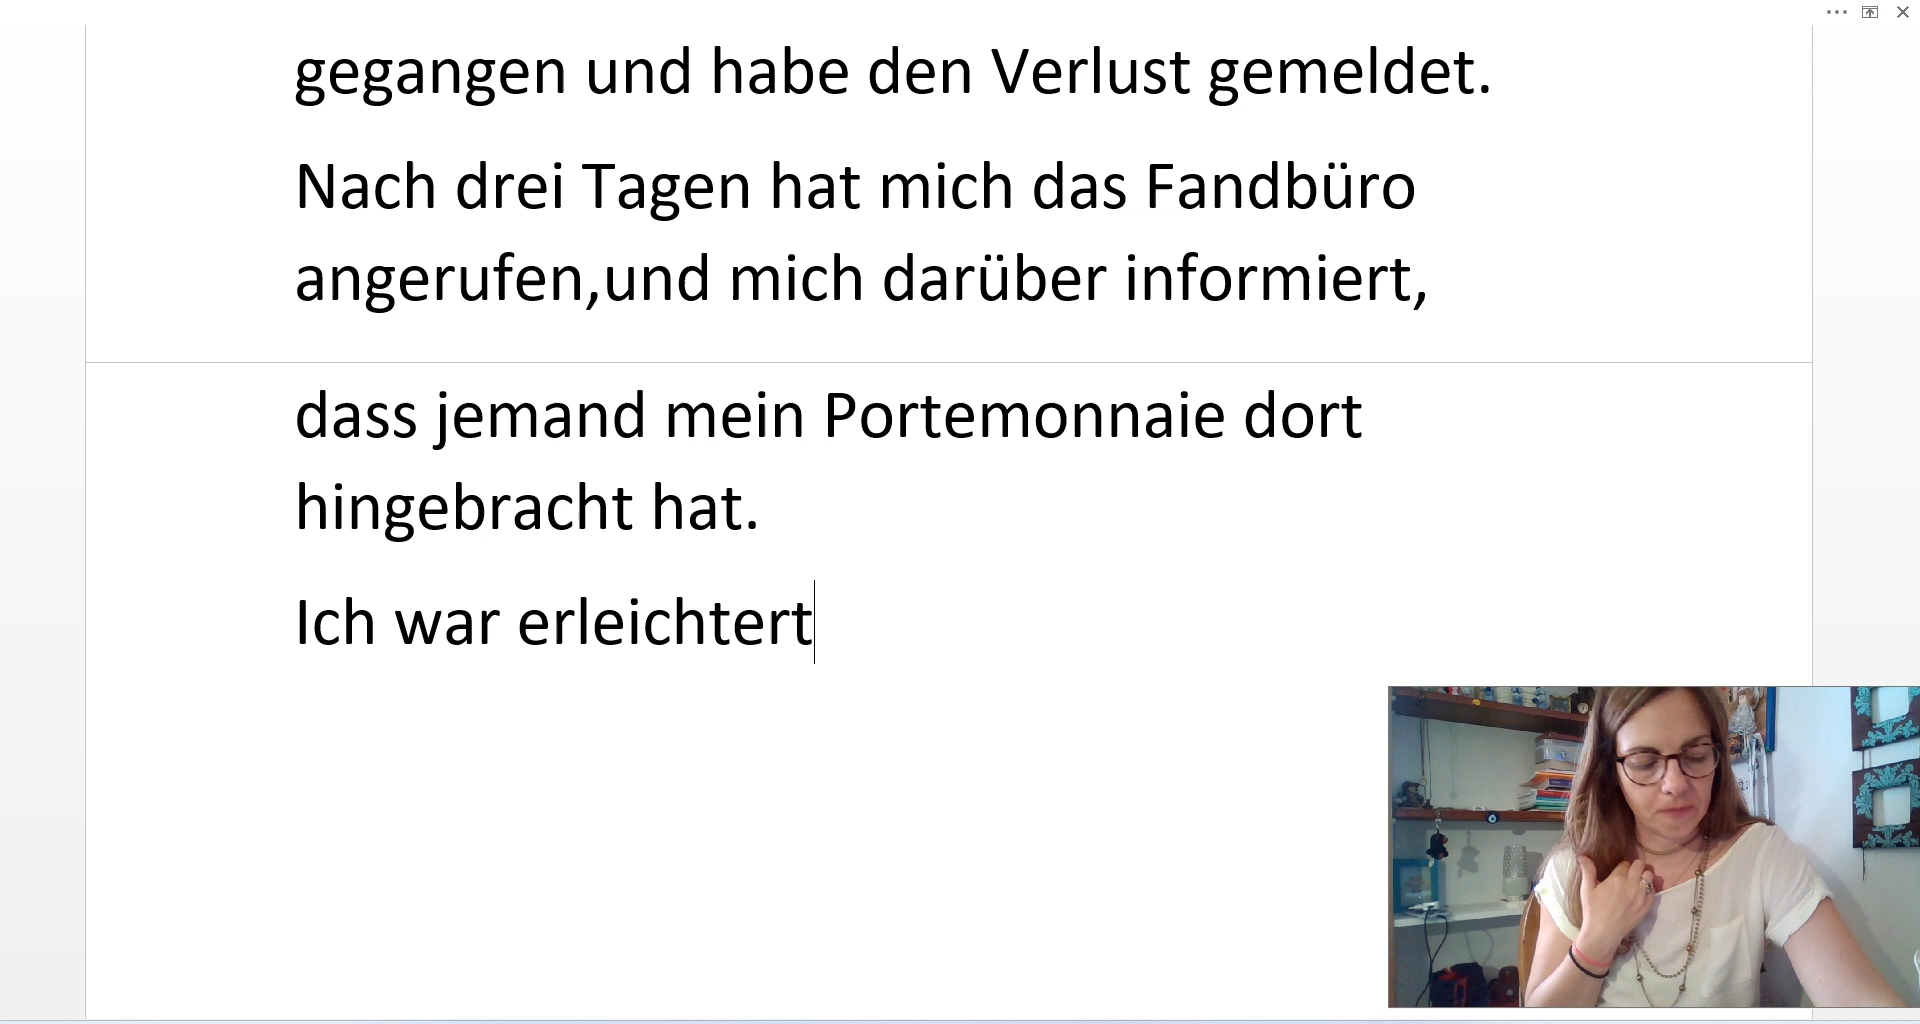 gegangen und habe den Verlust gemeldet.
Nach drei Tagen hat mich das Fandbüro
angerufen,und mich darüber informiert,
dass jemand mein Portemonnaie dort
hingebracht hat.
Ich war erleichtert